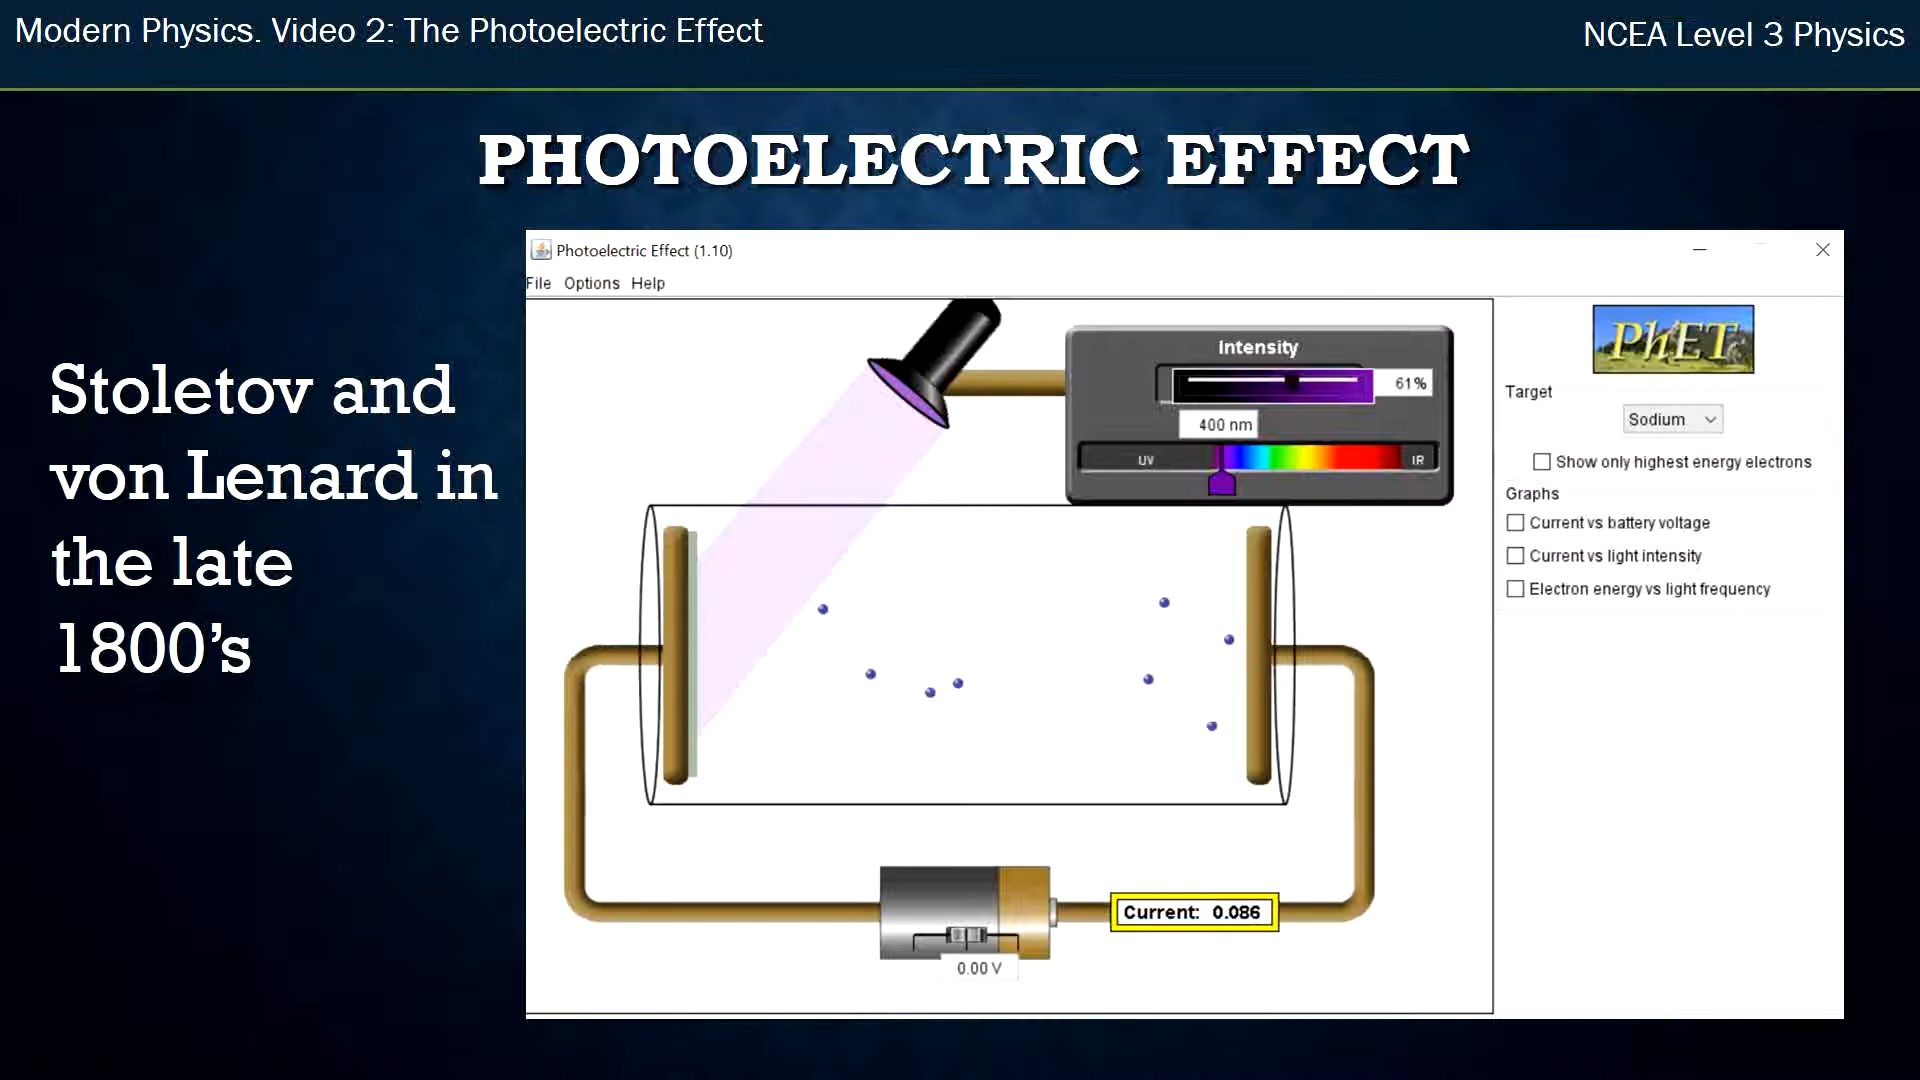 Modern Physics. Video 2: The Photoelectric Effect
NCEA Level 3 Physics
PHOTOELECTRIC EFFECT
Stoletov and
von Lenard in
the late
1800's
Photoelectric Effect (1.10)
File Options Help
Intensity
61%
400 nm
UV
IR
PhET
Target
Sodium
Show only highest energy electrons
Graphs
Current vs battery voltage
Current vs light intensity
Electron energy vs light frequency
Current: 0.086
0.00 V